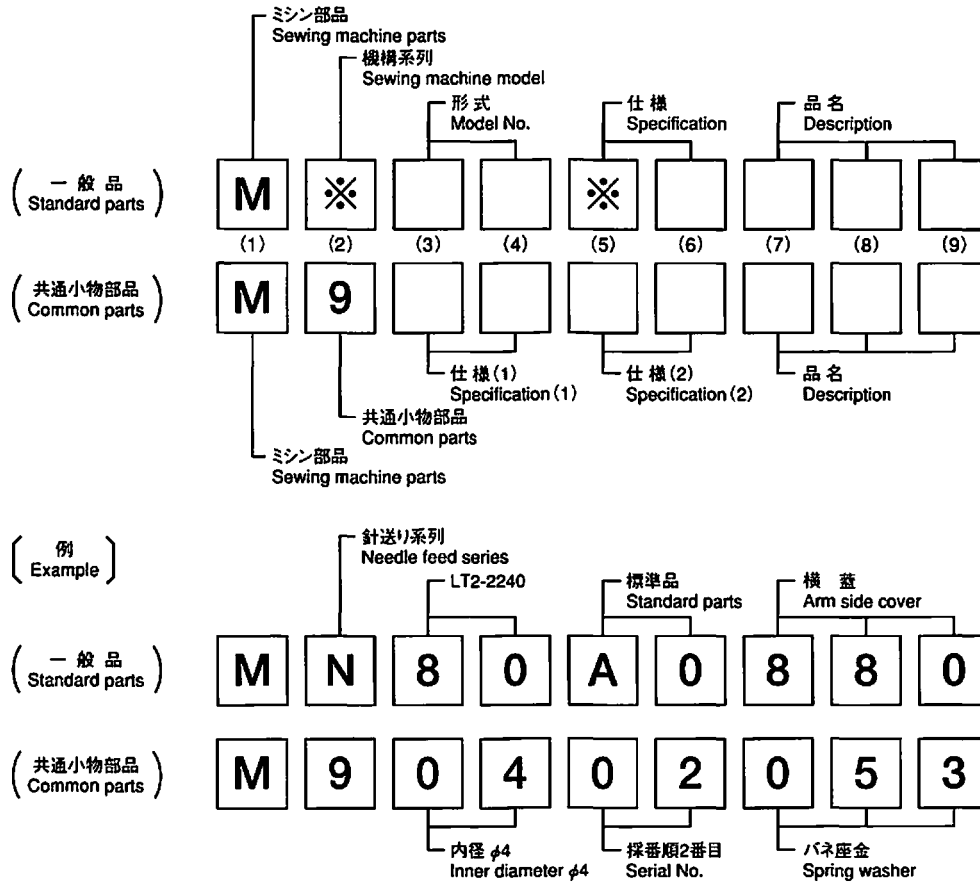 ミシン部品
Sewing machine parts
機構系列
Sewing machine model
形式
Model No.
仕様
Specification
品名
Description
(一般品
Standard parts)
M ※ ※
(1) (2) (3) (4) (5) (6) (7) (8) (9)
(共通小物部品
Common parts)
M 9
仕様(1)
Specification(1)
仕様(2)
Specification(2)
品名
Description
共通小物部品
Common parts
ミシン部品
Sewing machine parts
[例
Example]
針送り系列
Needle feed series
LT2-2240
標準品
Standard parts
横蓋
Arm side cover
(一般品
Standard parts)
M N 8 0 A 0 8 8 0
(共通小物部品
Common parts)
M 9 0 4 0 2 0 5 3
内径 φ4
Inner diameter φ4
採番順2番目
Serial No.
バネ座金
Spring washer